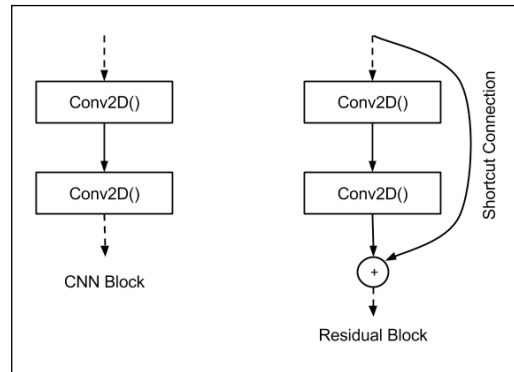 Conv2D()
Conv2D()
CNN Block
Conv2D()
Conv2D()
+
Shortcut Connection
Residual Block